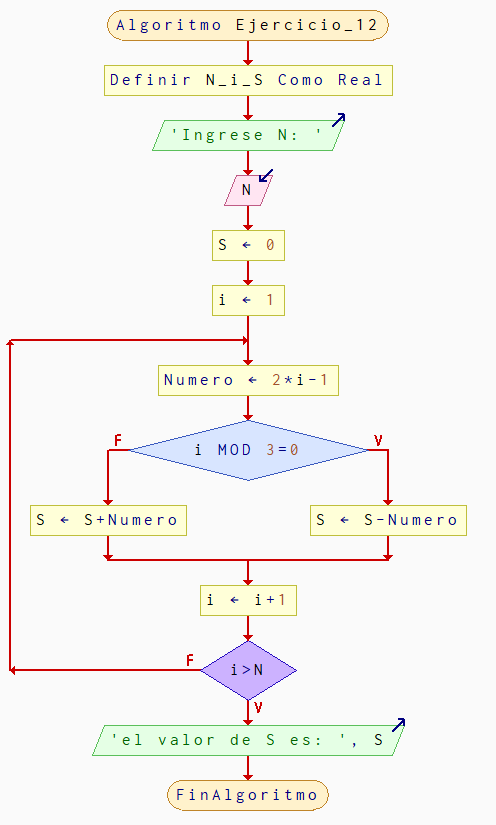 Algoritmo Ejercicio_12
Definir N_i_S Como Real
'Ingrese N: '
N
S ← 0
i ← 1
Numero ← 2*i-1
F
V
i MOD 3=0
S ← S+Numero
S ← S-Numero
i ← i+1
F
i>N
V
'el valor de S es: ', S
FinAlgoritmo